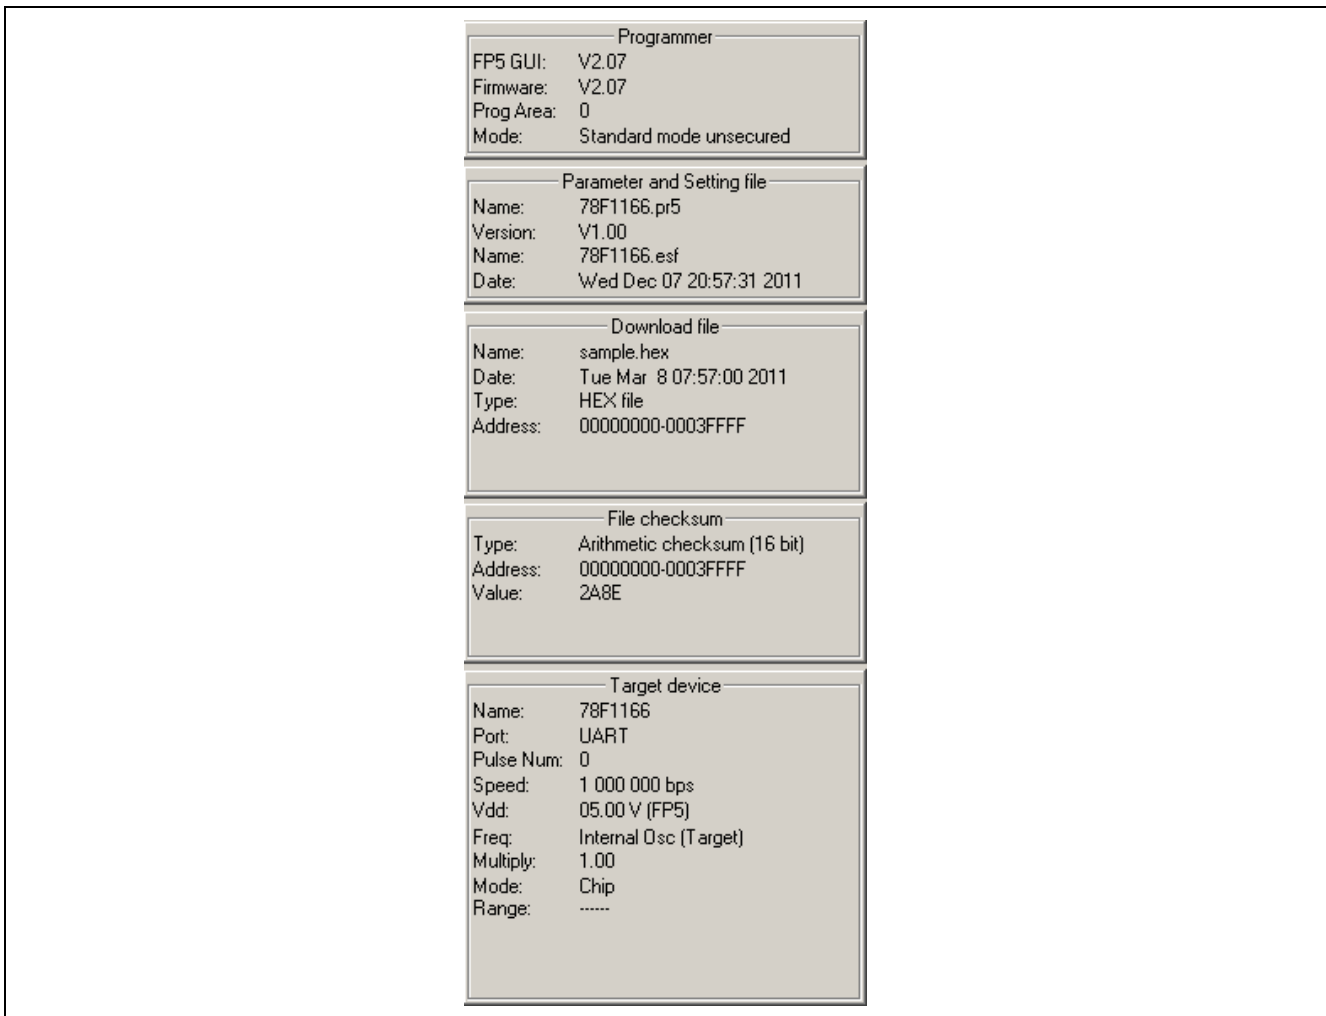 Programmer
FP5 GUI: V2.07
Firmware: V2.07
Prog Area: 0
Mode: Standard mode unsecured
Parameter and Setting file
Name: 78F1166.pr5
Version: V1.00
Name: 78F1166.esf
Date: Wed Dec 07 20:57:31 2011
Download file
Name: sample.hex
Date: Tue Mar  8 07:57:00 2011
Type: HEX file
Address: 00000000-0003FFFF
File checksum
Type: Arithmetic checksum (16 bit)
Address: 00000000-0003FFFF
Value: 2A8E
Target device
Name: 78F1166
Port: UART
Pulse Num: 0
Speed: 1 000 000 bps
Vdd: 05.00 V (FP5)
Freq: Internal Osc (Target)
Multiply: 1.00
Mode: Chip
Range: ------